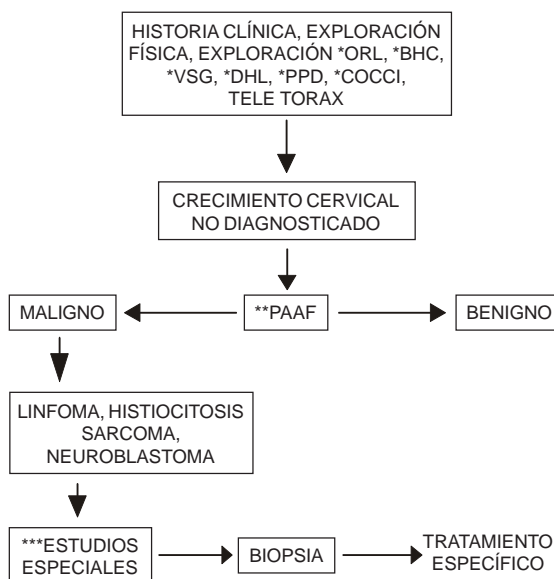 HISTORIA CLÍNICA, EXPLORACIÓN
FÍSICA, EXPLORACIÓN *ORL, *BHC,
*VSG, *DHL, *PPD, *COCCI,
TELE TORAX
CRECIMIENTO CERVICAL
NO DIAGNOSTICADO
MALIGNO
**PAAF
BENIGNO
LINFOMA, HISTIOCITOSIS
SARCOMA,
NEUROBLASTOMA
***ESTUDIOS
ESPECIALES
BIOPSIA
TRATAMIENTO
ESPECÍFICO